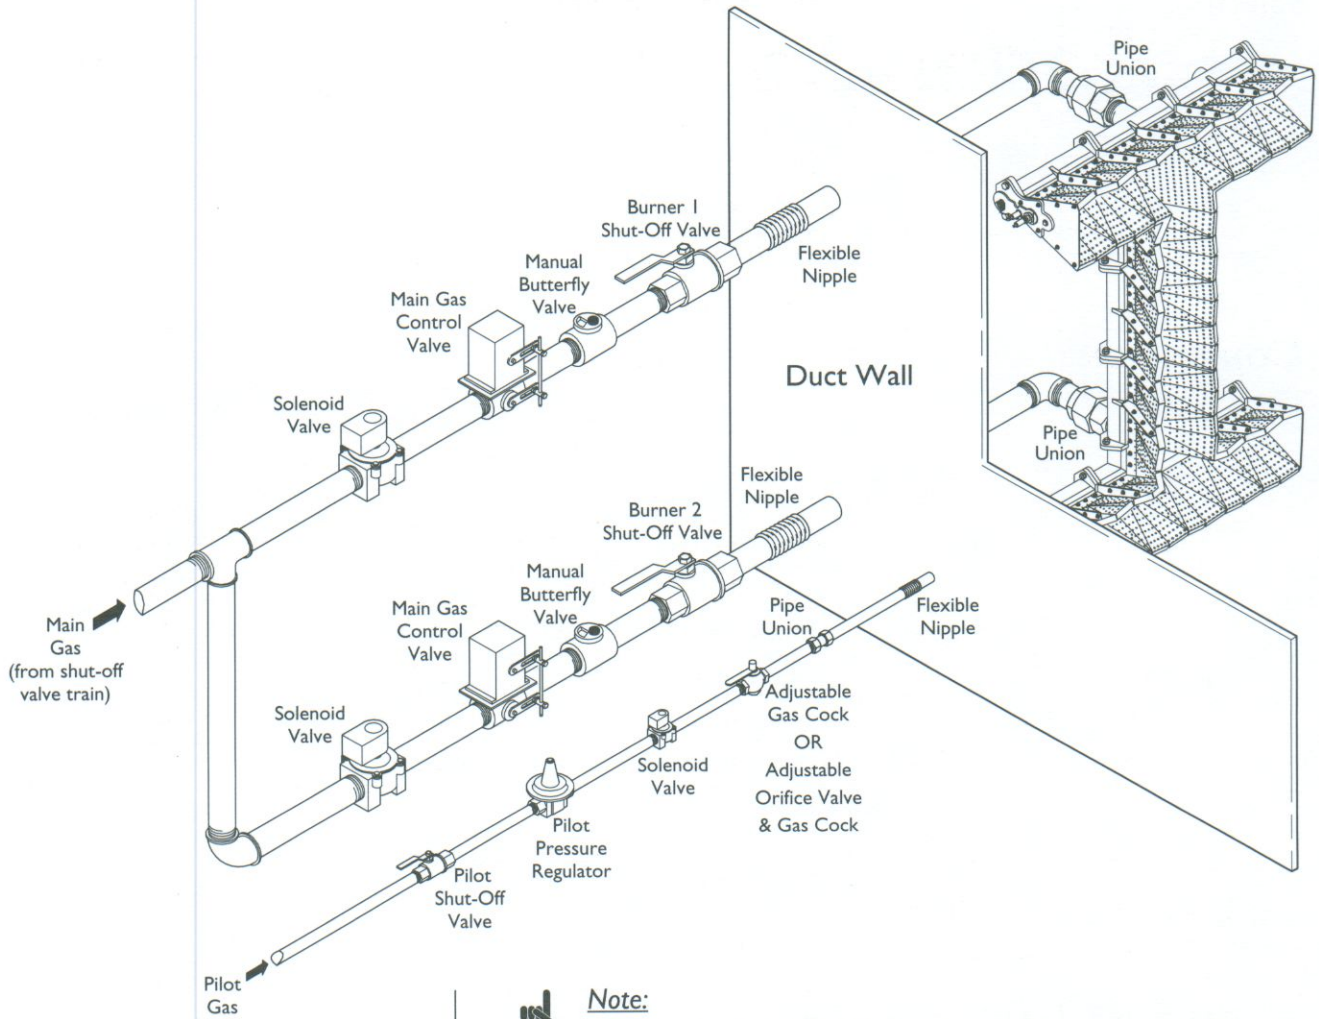 Pipe
Union
Burner 1
Shut-Off Valve
Flexible
Nipple
Manual
Butterfly
Valve
Main Gas
Control
Valve
Duct Wall
Solenoid
Valve
Pipe
Union
Flexible
Nipple
Burner 2
Shut-Off Valve
Manual
Butterfly
Valve
Main Gas
Control
Valve
Pipe
Union
Flexible
Nipple
Main
Gas
(from shut-off
valve train)
Solenoid
Valve
Adjustable
Gas Cock
OR
Adjustable
Orifice Valve
& Gas Cock
Solenoid
Valve
Pilot
Pressure
Regulator
Pilot
Shut-Off
Valve
Pilot
Gas
Note: